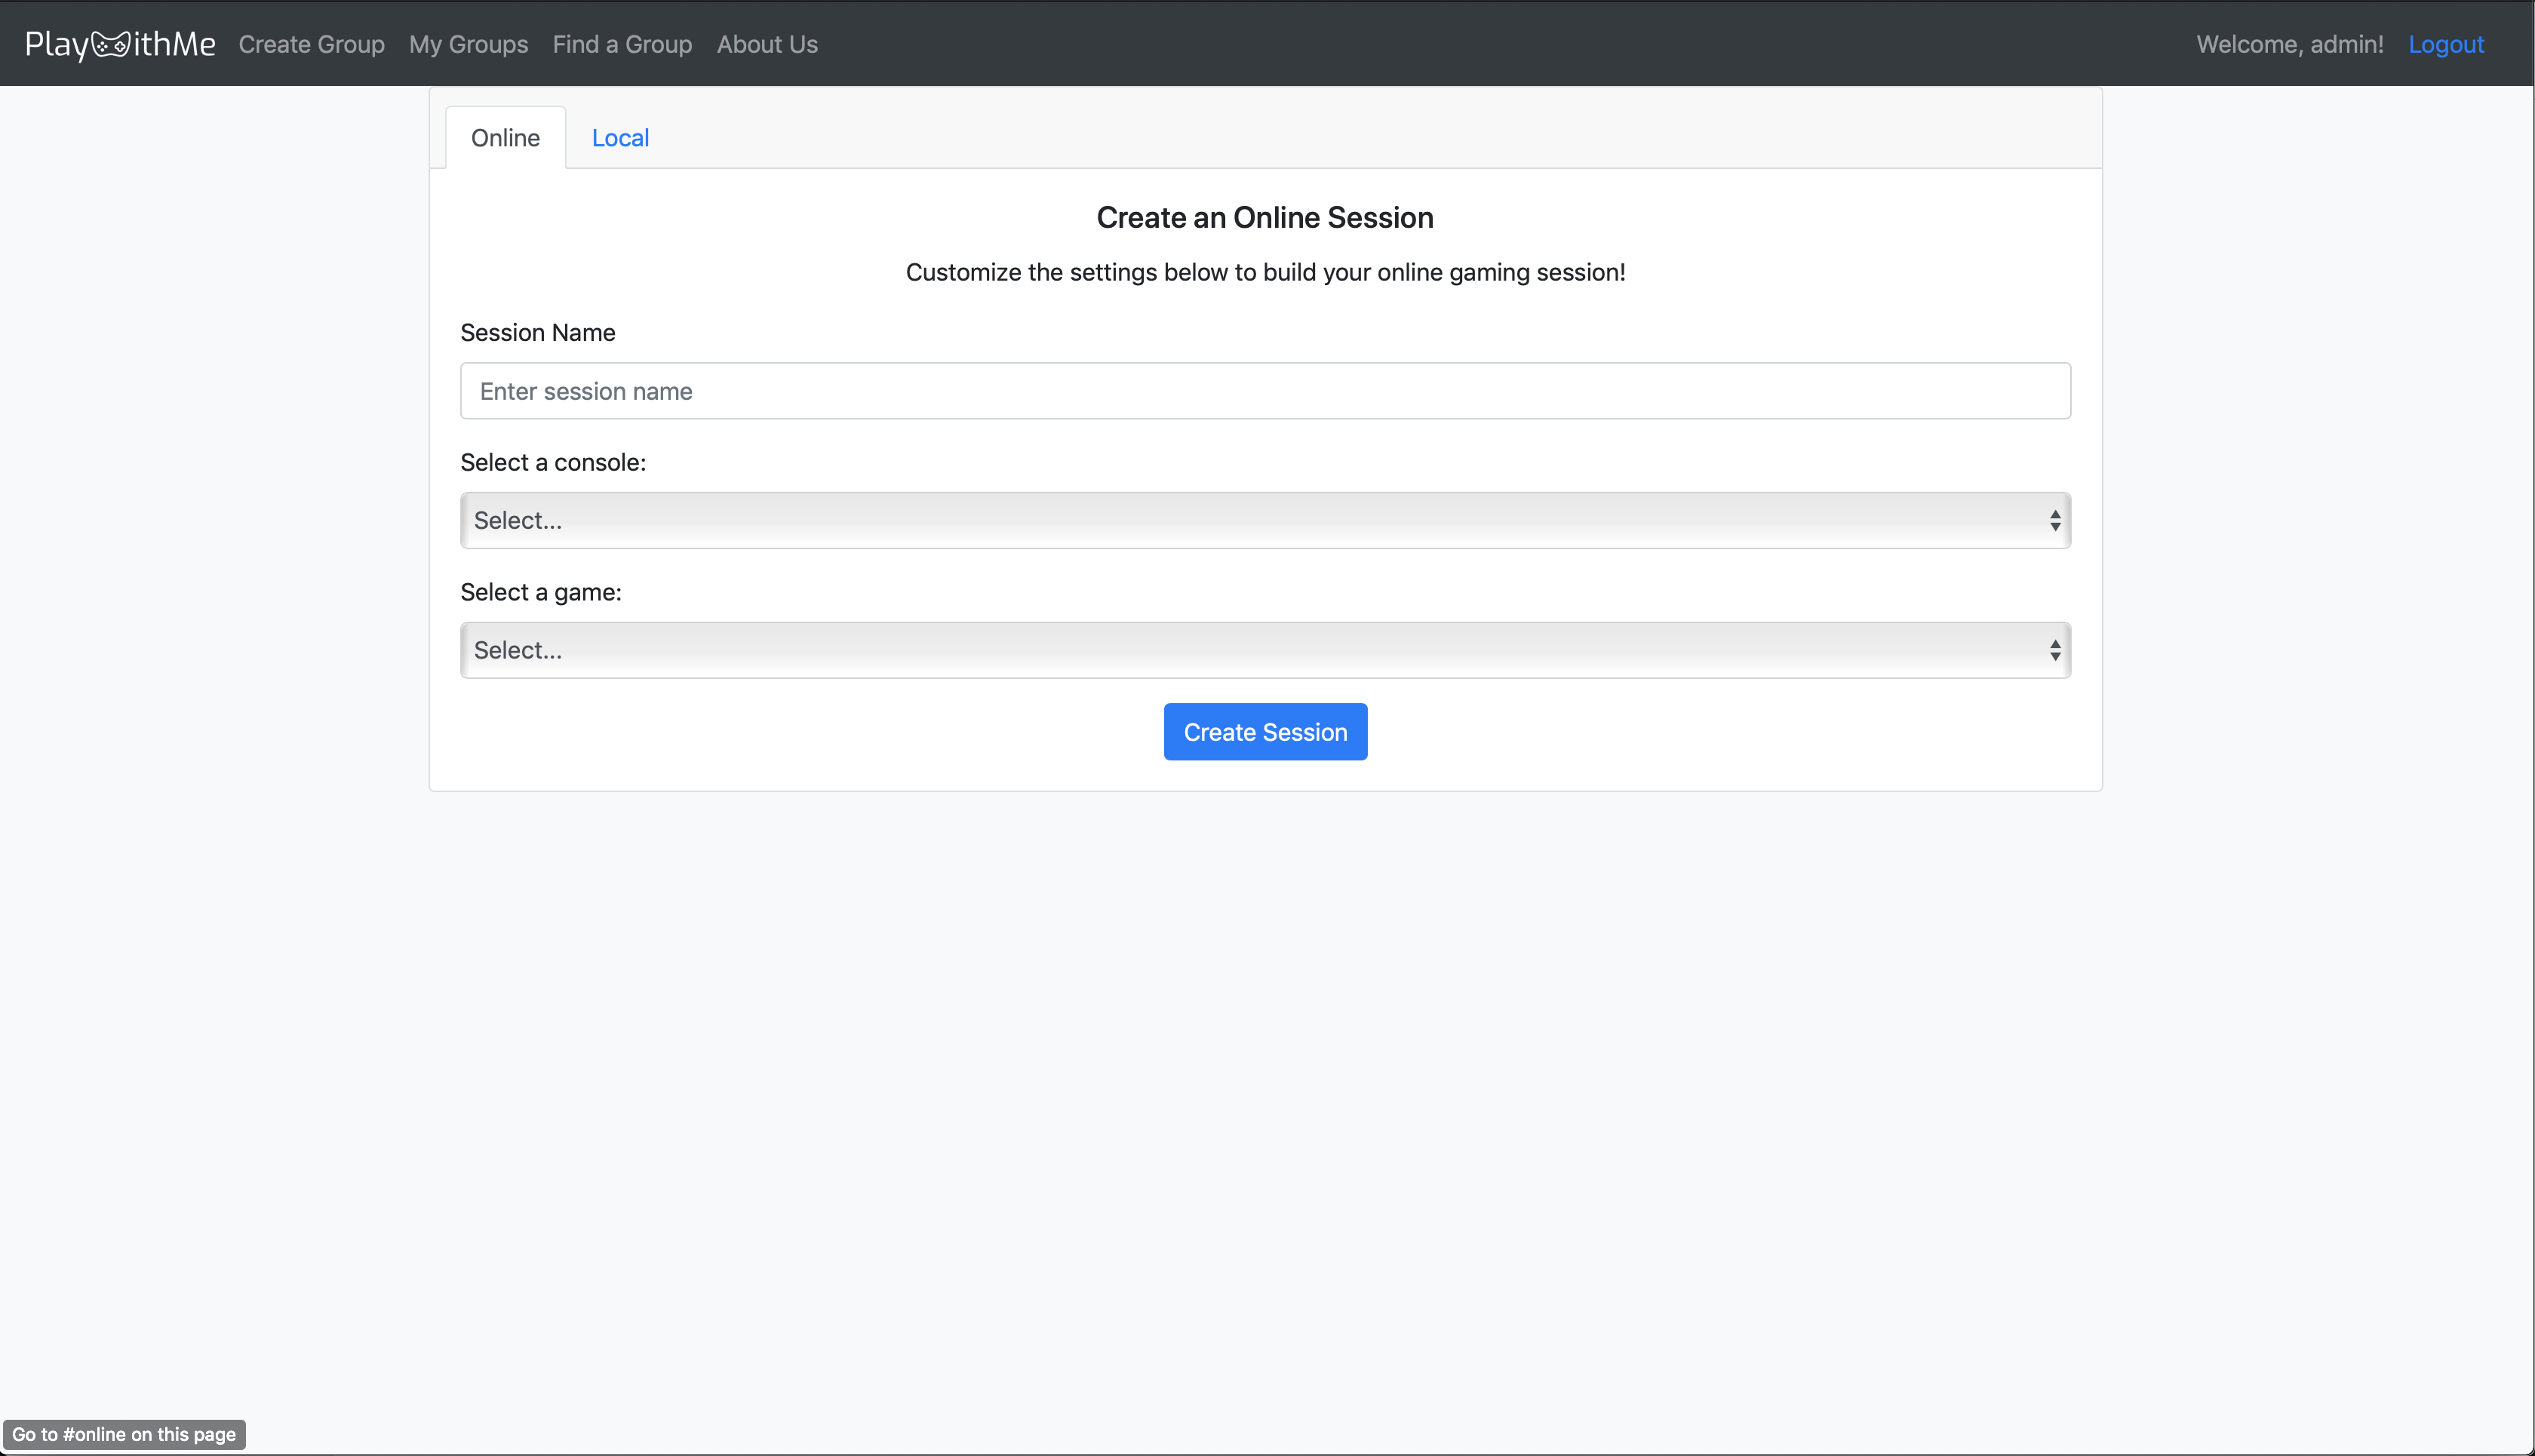 PlayWithMe Create Group My Groups Find a Group About Us Welcome, admin! Logout
Online Local
Create an Online Session
Customize the settings below to build your online gaming session!
Session Name
Enter session name
Select a console:
Select...
Select a game:
Select...
Create Session
Go to #online on this page